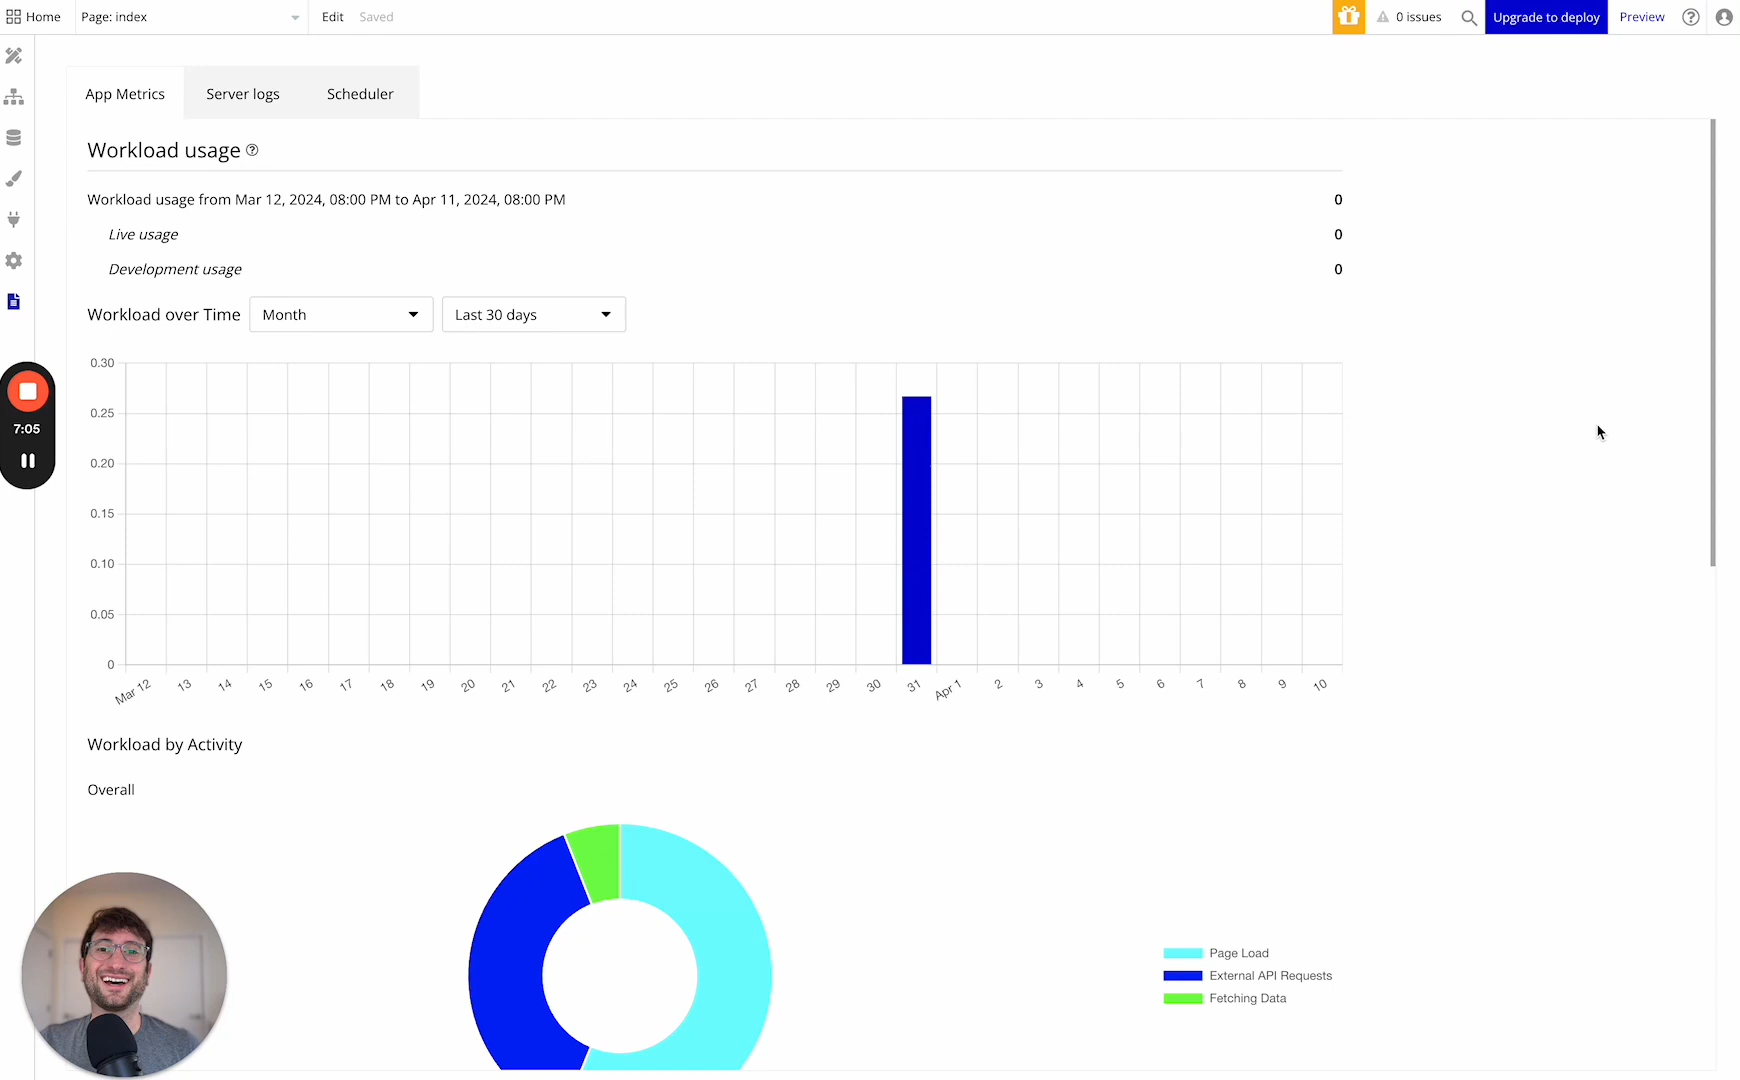 Home Page: index Edit Saved 0 issues Upgrade to deploy Preview
App Metrics Server logs Scheduler
Workload usage
Workload usage from Mar 12, 2024, 08:00 PM to Apr 11, 2024, 08:00 PM 0
Live usage 0
Development usage 0
Workload over Time Month Last 30 days
0.30
0.25
0.20
0.15
0.10
0.05
0
7:05
Mar 12 13 14 15 16 17 18 19 20 21 22 23 24 25 26 27 28 29 30 31 Apr 1 2 3 4 5 6 7 8 9 10
Workload by Activity
Overall
Page Load
External API Requests
Fetching Data